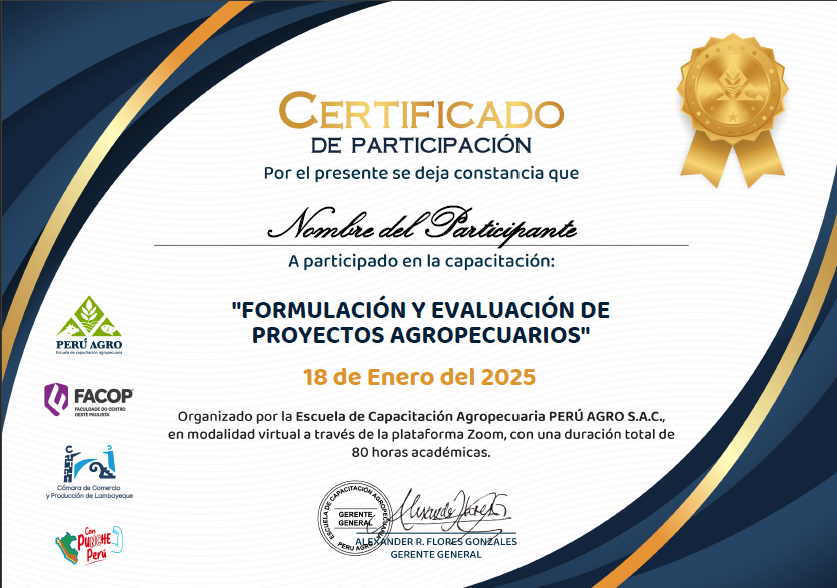 CERTIFICADO
DE PARTICIPACIÓN
Por el presente se deja constancia que
Nombre del Participante
A participado en la capacitación:
"FORMULACIÓN Y EVALUACIÓN DE
PROYECTOS AGROPECUARIOS"
18 de Enero del 2025
Organizado por la Escuela de Capacitación Agropecuaria PERÚ AGRO S.A.C.,
en modalidad virtual a través de la plataforma Zoom, con una duración total de
80 horas académicas.
PERÚ AGRO
Escuela de capacitación agropecuaria
FACOP
FACULDADE DO CENTRO
OESTE PAULISTA
Cámara de Comercio
y Producción de Lambayeque
Con
PUNCHE
Perú
ESCUELA DE CAPACITACIÓN AGROPECUARIA
GERENTE
GENERAL
PERU AGRO
ALEXANDER R. FLORES GONZALES
GERENTE GENERAL